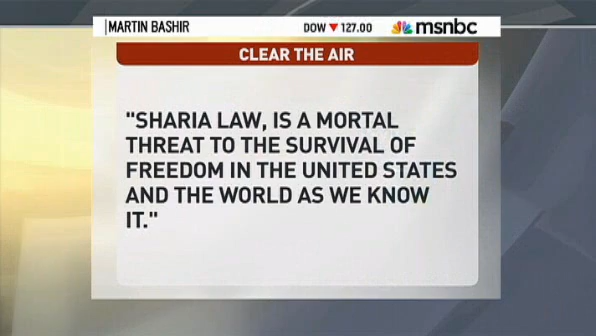 MARTIN BASHIR DOW ▼ 127.00 msnbc
CLEAR THE AIR
"SHARIA LAW, IS A MORTAL
THREAT TO THE SURVIVAL OF
FREEDOM IN THE UNITED STATES
AND THE WORLD AS WE KNOW
IT."